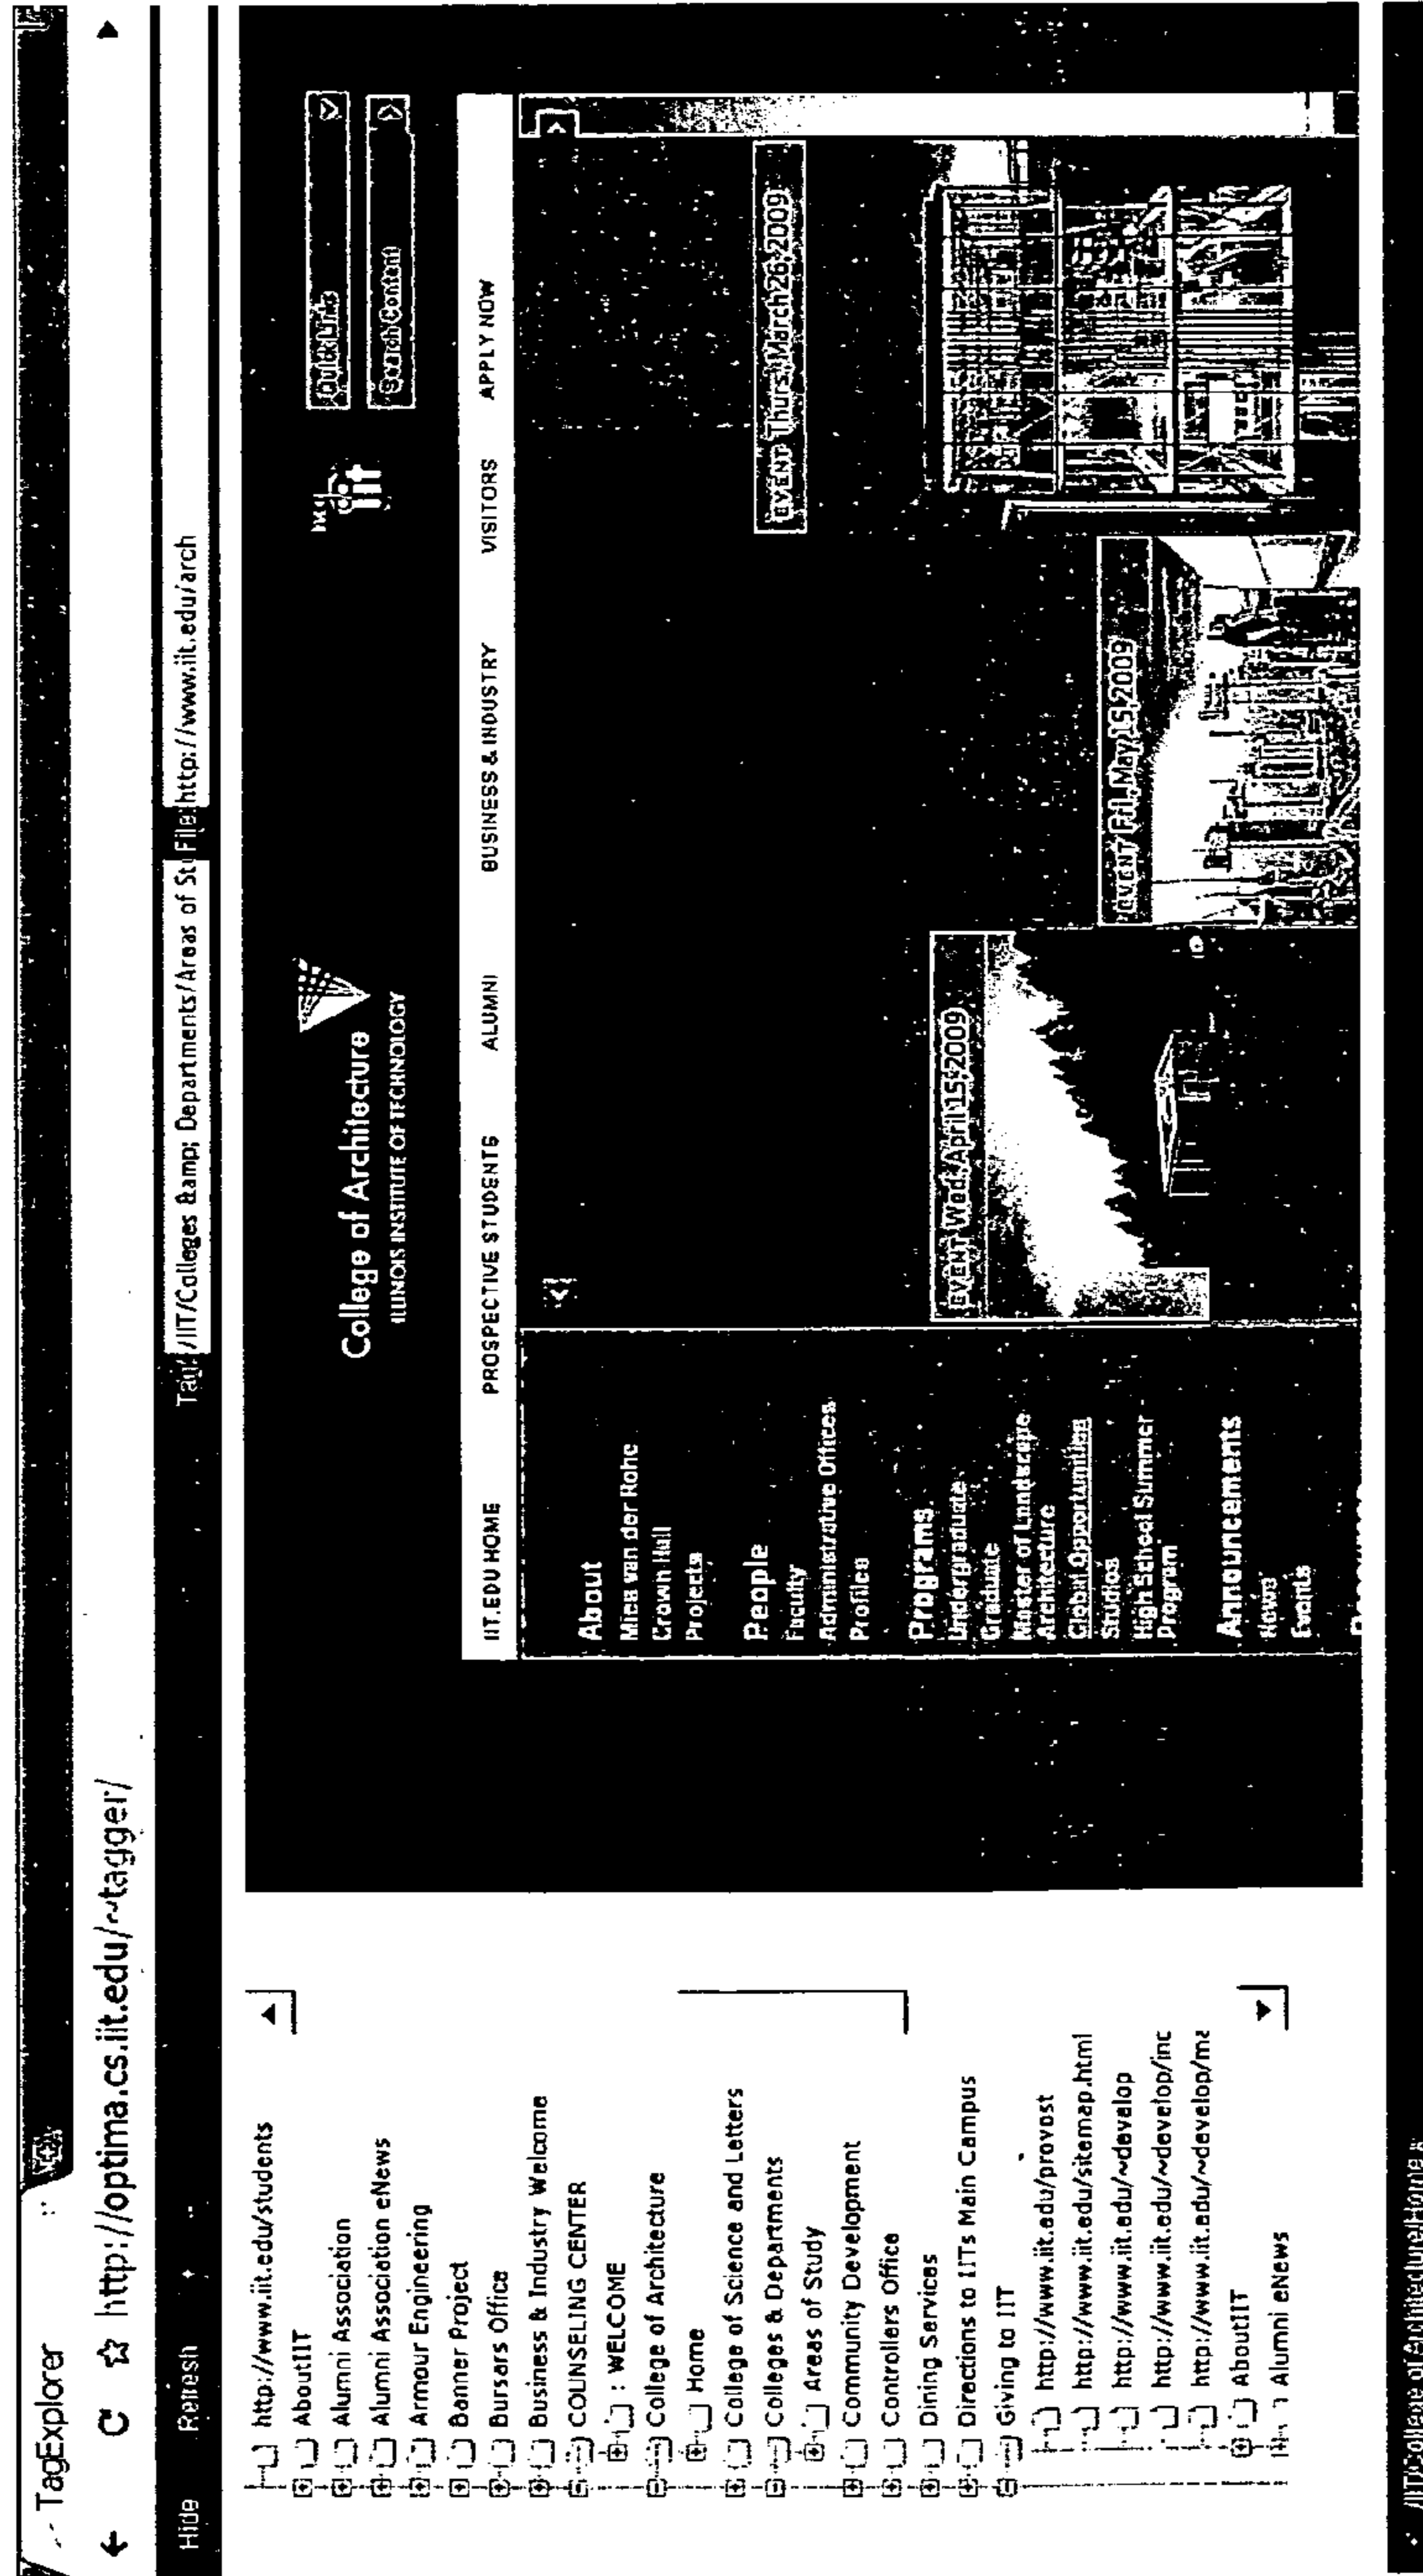 TagExplorer
http://optima.cs.iit.edu/~tagger/
Hide Refresh Tag: /IIT/Colleges &amp; Departments/Areas of St File: http://www.iit.edu/arch
http://www.iit.edu/students
AboutIIT
Alumni Association
Alumni Association eNews
Armour Engineering
Banner Project
Bursars Office
Business & Industry Welcome
COUNSELING CENTER
: WELCOME
College of Architecture
Home
College of Science and Letters
Colleges & Departments
Areas of Study
Community Development
Controllers Office
Dining Services
Directions to IITs Main Campus
Giving to IIT
http://www.iit.edu/provost
http://www.iit.edu/sitemap.html
http://www.iit.edu/~develop
http://www.iit.edu/~develop/inc
http://www.iit.edu/~develop/ma
AboutIIT
Alumni eNews
College of Architecture
ILLINOIS INSTITUTE OF TECHNOLOGY
iit
Quick Links
Search Content
IIT.EDU HOME PROSPECTIVE STUDENTS ALUMNI BUSINESS & INDUSTRY VISITORS APPLY NOW
About
Mies van der Rohe
Crown Hall
Projects
People
Faculty
Administrative Offices
Profiles
Programs
Undergraduate
Graduate
Master of Landscape
Architecture
Global Opportunities
Studios
High School Summer
Program
Announcements
News
Events
EVENT Wed, April 15, 2009
EVENT Fri, May 15, 2009
EVENT Thurs, March 26, 2009
/IIT/College of Architecture/Home